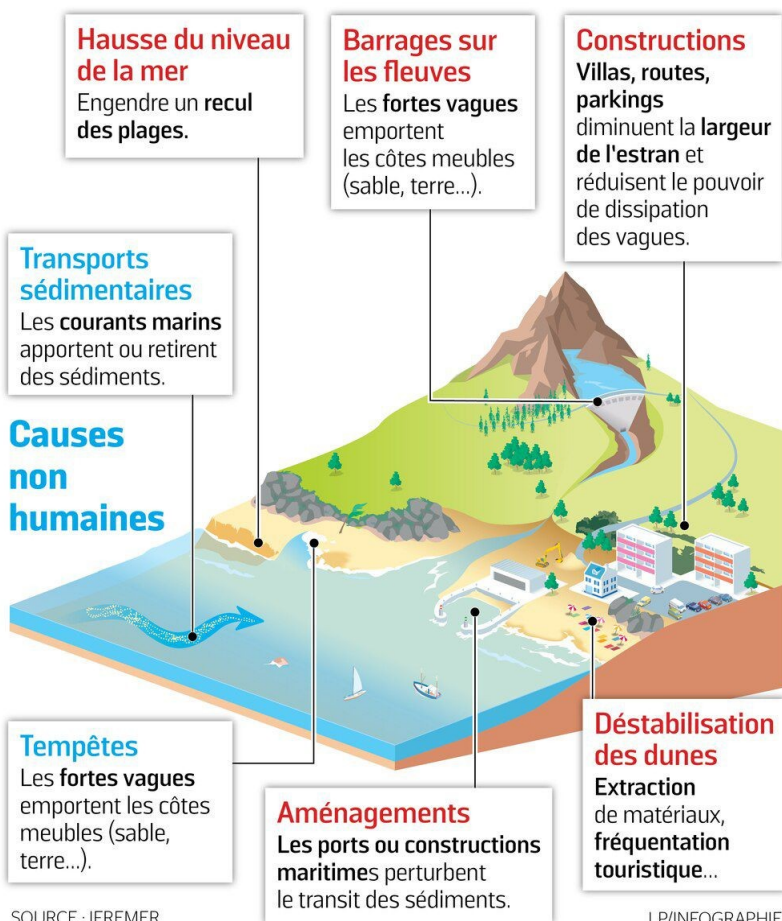 Hausse du niveau
de la mer
Engendre un recul
des plages.
Barrages sur
les fleuves
Les fortes vagues
emportent
les côtes meubles
(sable, terre...).
Constructions
Villas, routes,
parkings
diminuent la largeur
de l'estran et
réduisent le pouvoir
de dissipation
des vagues.
Transports
sédimentaires
Les courants marins
apportent ou retirent
des sédiments.
Causes
non
humaines
Tempêtes
Les fortes vagues
emportent les côtes
meubles (sable,
terre...).
Aménagements
Les ports ou constructions
maritimes perturbent
le transit des sédiments.
Déstabilisation
des dunes
Extraction
de matériaux,
fréquentation
touristique...
SOURCE : IFREMER
LP/INFOGRAPHIE